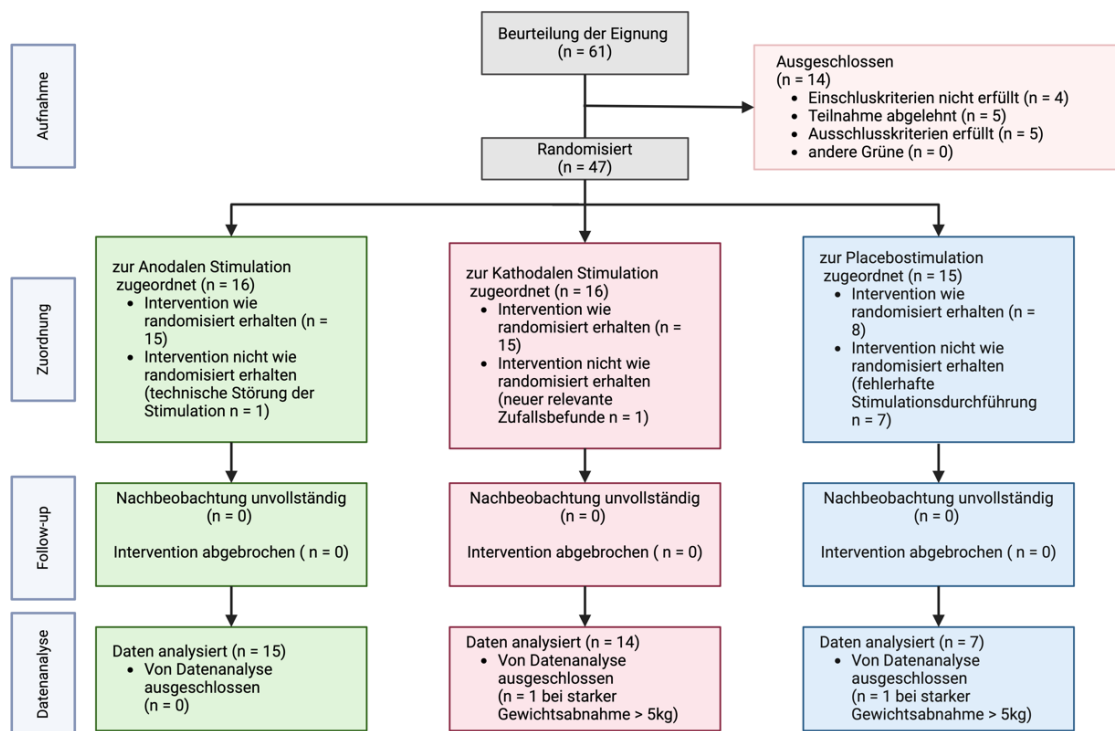 Aufnahme
Beurteilung der Eignung
(n = 61)
Ausgeschlossen
(n = 14)
• Einschluskriterien nicht erfüllt (n = 4)
• Teilnahme abgelehnt (n = 5)
• Ausschlusskriterien erfüllt (n = 5)
• andere Grüne (n = 0)
Randomisiert
(n = 47)
Zuordnung
zur Anodalen Stimulation
zugeordnet (n = 16)
• Intervention wie
randomisiert erhalten (n =
15)
• Intervention nicht wie
randomisiert erhalten
(technische Störung der
Stimulation n = 1)
zur Kathodalen Stimulation
zugeordnet (n = 16)
• Intervention wie
randomisiert erhalten (n =
15)
• Intervention nicht wie
randomisiert erhalten
(neuer relevante
Zufallsbefunde n = 1)
zur Placebostimulation
zugeordnet (n = 15)
• Intervention wie
randomisiert erhalten (n =
8)
• Intervention nicht wie
randomisiert erhalten
(fehlerhafte
Stimulationsdurchführung
n = 7)
Follow-up
Nachbeobachtung unvollständig
(n = 0)
Intervention abgebrochen ( n = 0)
Nachbeobachtung unvollständig
(n = 0)
Intervention abgebrochen ( n = 0)
Nachbeobachtung unvollständig
(n = 0)
Intervention abgebrochen ( n = 0)
Datenanalyse
Daten analysiert (n = 15)
• Von Datenanalyse
ausgeschlossen
(n = 0)
Daten analysiert (n = 14)
• Von Datenanalyse
ausgeschlossen
(n = 1 bei starker
Gewichtsabnahme > 5kg)
Daten analysiert (n = 7)
• Von Datenanalyse
ausgeschlossen
(n = 1 bei starker
Gewichtsabnahme > 5kg)